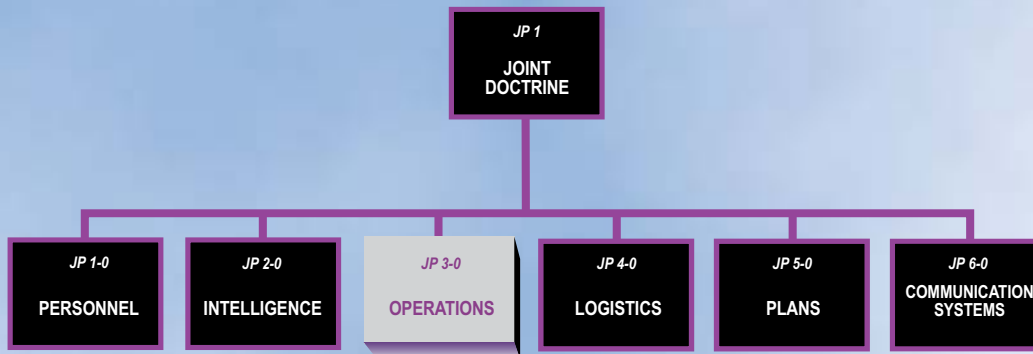 JP 1
JOINT
DOCTRINE
JP 1-0
PERSONNEL
JP 2-0
INTELLIGENCE
JP 3-0
OPERATIONS
JP 4-0
LOGISTICS
JP 5-0
PLANS
JP 6-0
COMMUNICATION
SYSTEMS